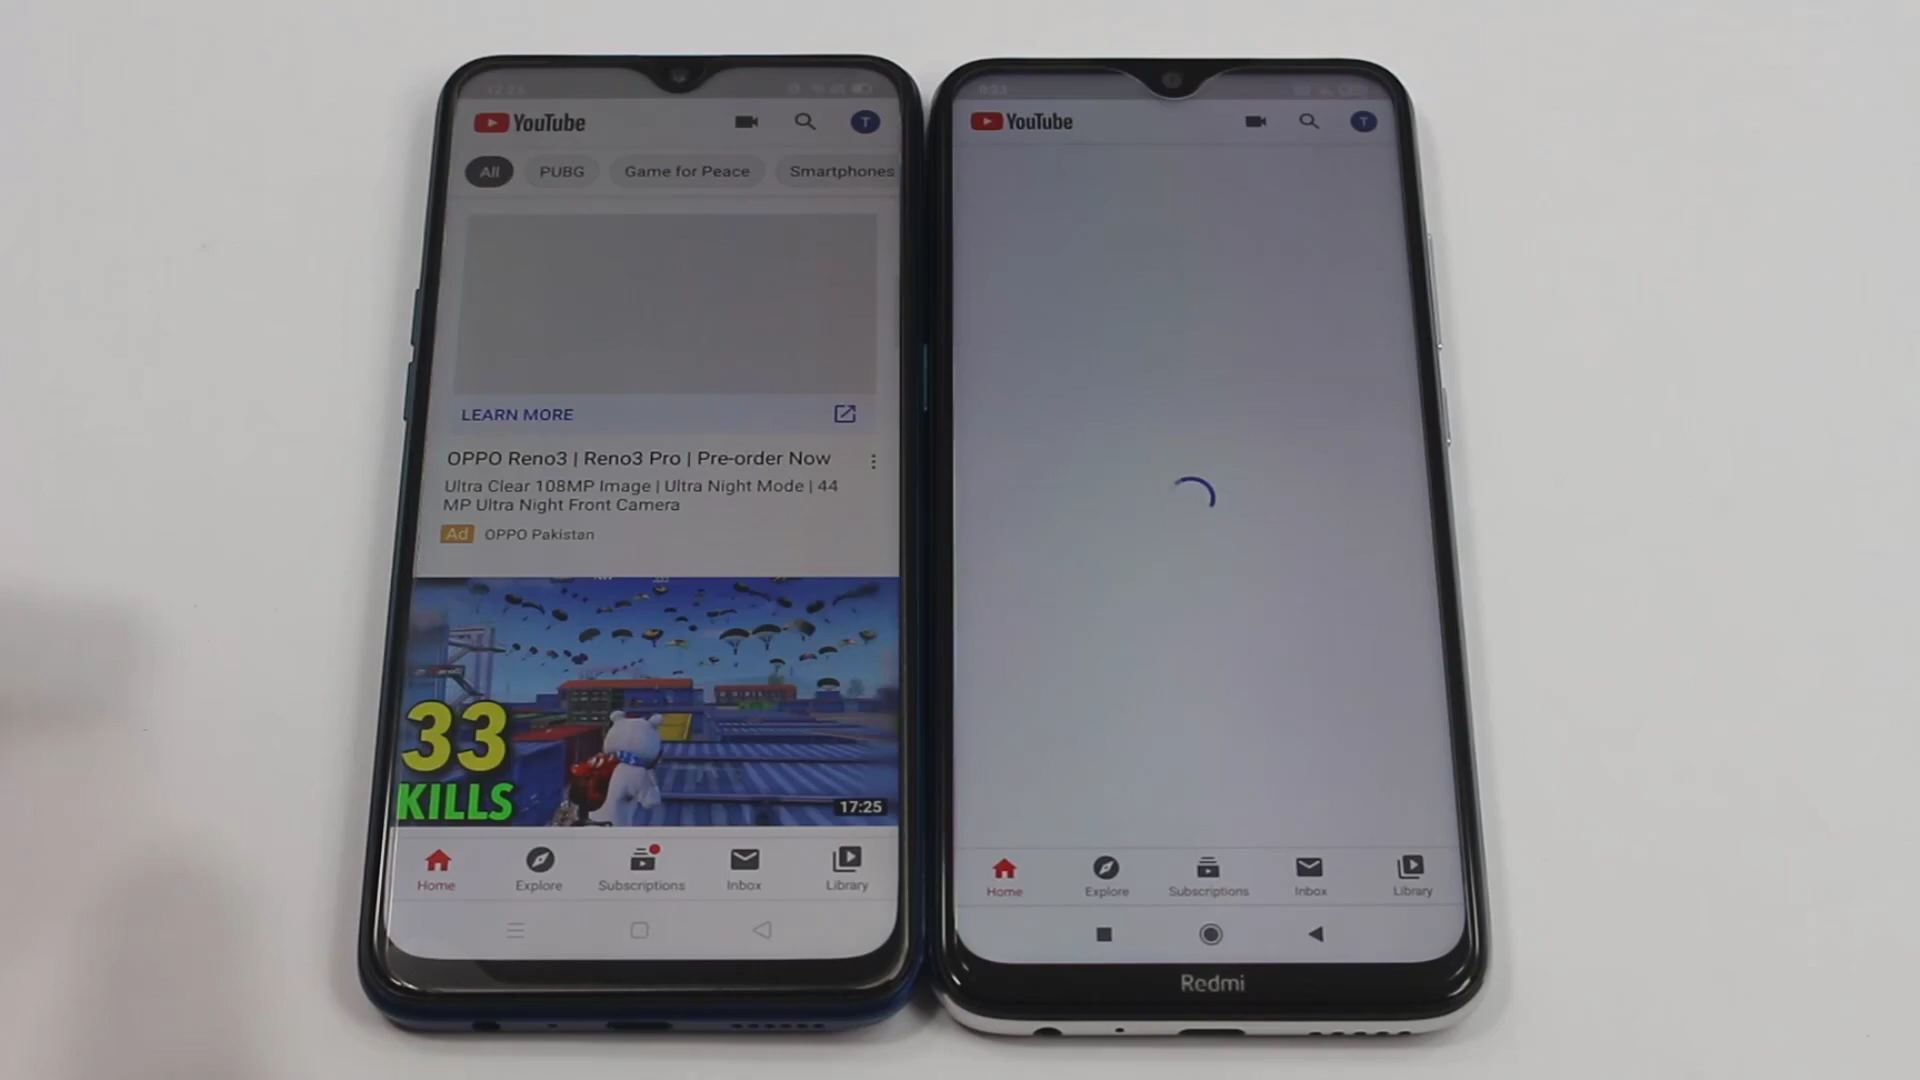 YouTube
All PUBG Game for Peace Smartphones
LEARN MORE
OPPO Reno3 | Reno3 Pro | Pre-order Now
Ultra Clear 108MP Image | Ultra Night Mode | 44
MP Ultra Night Front Camera
Ad OPPO Pakistan
33
KILLS
17:25
Home Explore Subscriptions Inbox Library
YouTube
T
Home Explore Subscriptions Inbox Library
Redmi